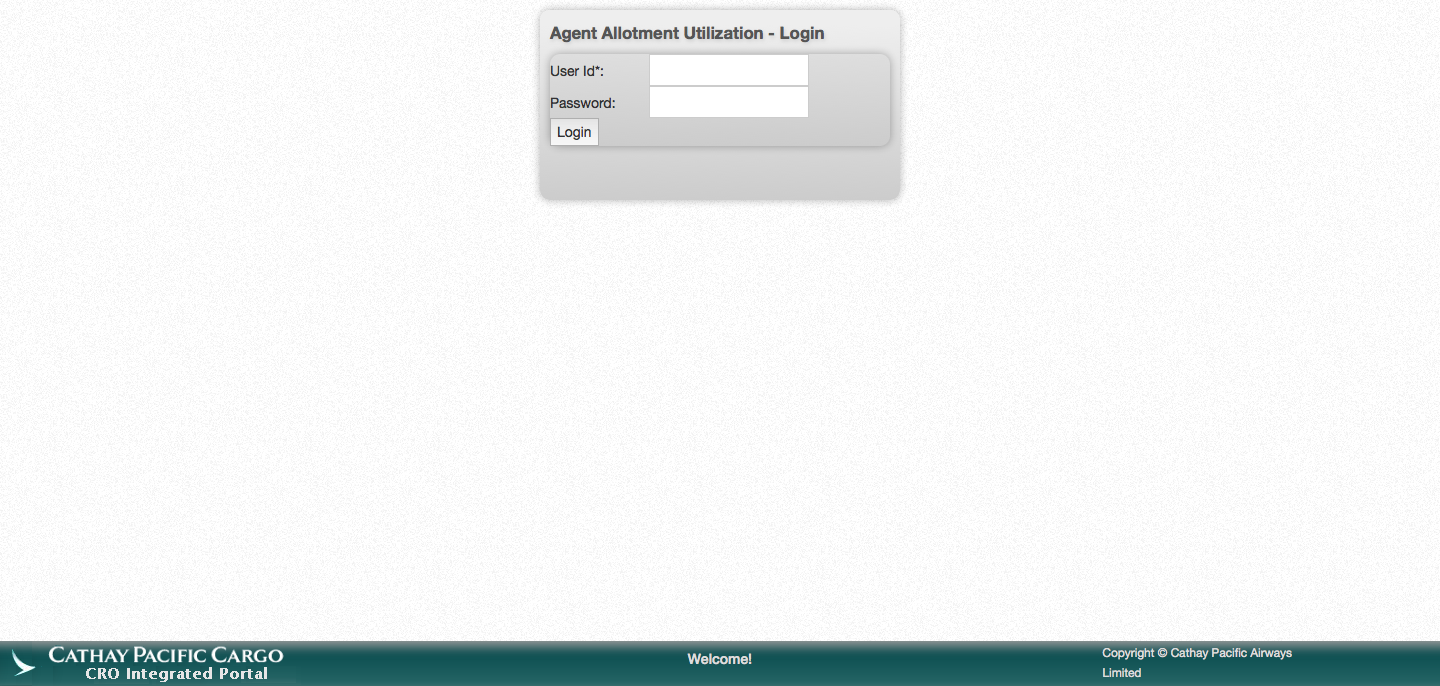 Agent Allotment Utilization - Login
User Id*:
Password:
Login
CATHAY PACIFIC CARGO
CRO Integrated Portal
Welcome!
Copyright © Cathay Pacific Airways
Limited